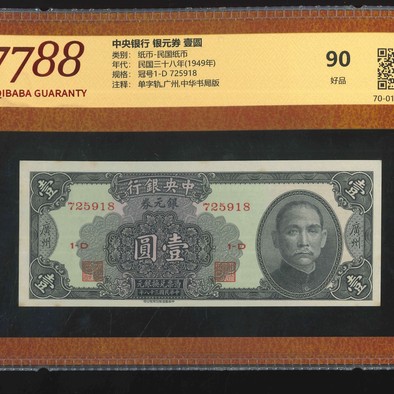 7788
QIBABA GUARANTY
中央银行 银元券 壹圆
类别： 纸币-民国纸币
年代： 民国三十八年(1949年)
规格： 冠号1-D 725918
注释： 单字轨,广州,中华书局版
90
好品
70-01
行銀央中
券元銀
壹
壹
725918
725918
廣州
廣州
1-D
1-D
圓壹
壹
壹